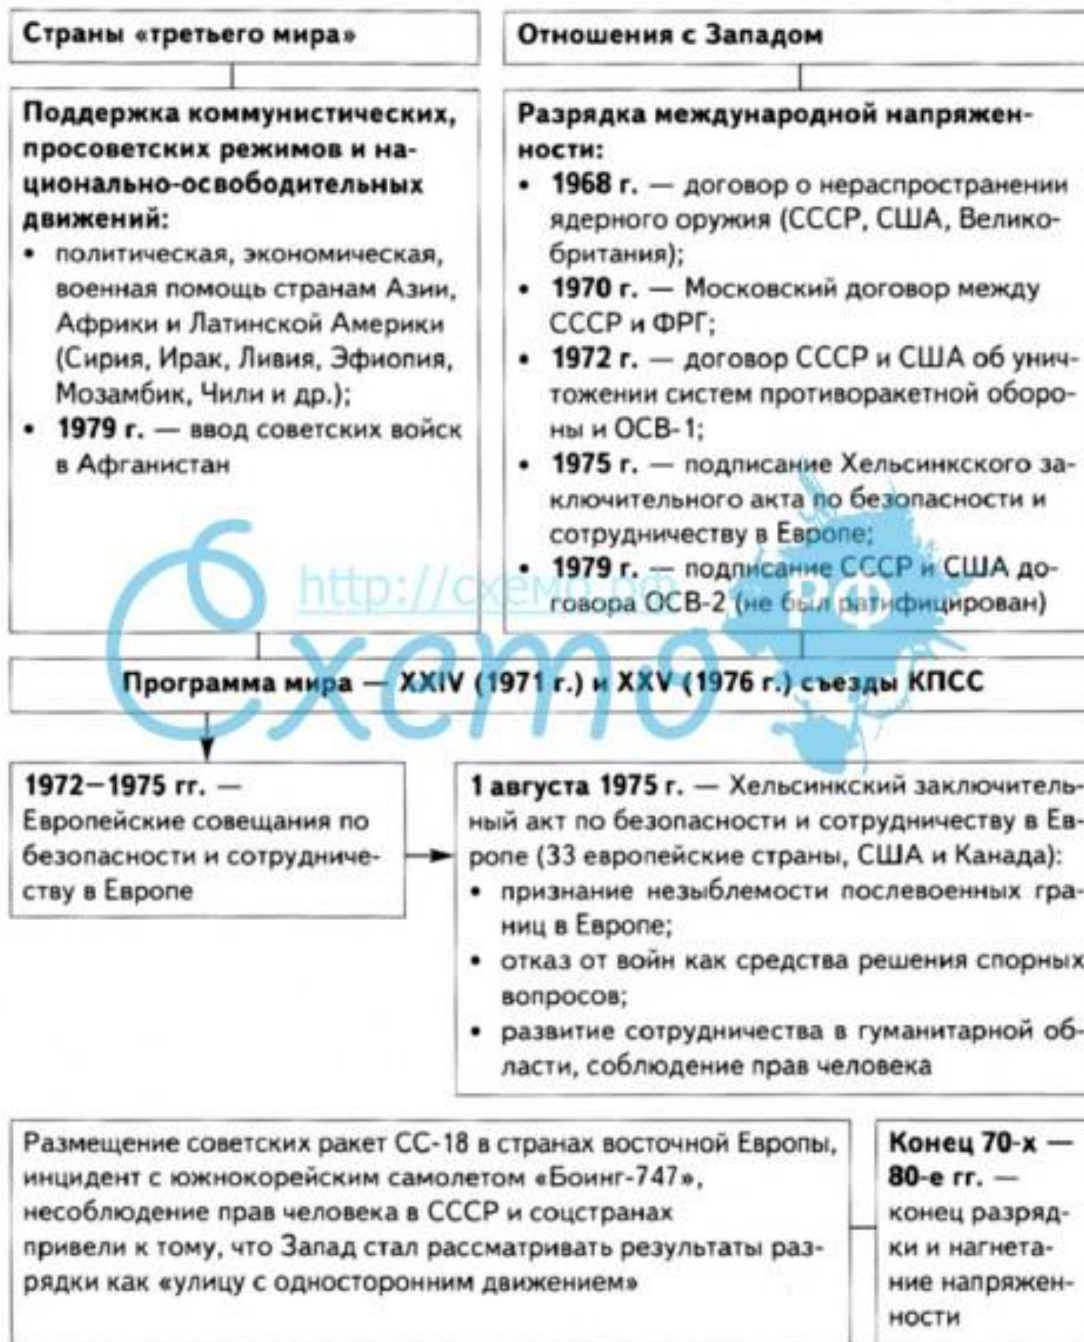 Страны «третьего мира»
Отношения с Западом
Поддержка коммунистических,
просоветских режимов и на-
ционально-освободительных
движений:
• политическая, экономическая,
военная помощь странам Азии,
Африки и Латинской Америки
(Сирия, Ирак, Ливия, Эфиопия,
Мозамбик, Чили и др.);
• 1979 г. — ввод советских войск
в Афганистан
Разрядка международной напряжен-
ности:
• 1968 г. — договор о нераспространении
ядерного оружия (СССР, США, Велико-
британия);
• 1970 г. — Московский договор между
СССР и ФРГ;
• 1972 г. — договор СССР и США об унич-
тожении систем противоракетной оборо-
ны и ОСВ-1;
• 1975 г. — подписание Хельсинкского за-
ключительного акта по безопасности и
сотрудничеству в Европе;
• 1979 г. — подписание СССР и США до-
говора ОСВ-2 (не был ратифицирован)
http://схемо.рф
Схемо РФ
Программа мира — XXIV (1971 г.) и XXV (1976 г.) съезды КПСС
1972—1975 гг. —
Европейские совещания по
безопасности и сотрудниче-
ству в Европе
1 августа 1975 г. — Хельсинкский заключитель-
ный акт по безопасности и сотрудничеству в Ев-
ропе (33 европейские страны, США и Канада):
• признание незыблемости послевоенных гра-
ниц в Европе;
• отказ от войн как средства решения спорных
вопросов;
• развитие сотрудничества в гуманитарной об-
ласти, соблюдение прав человека
Размещение советских ракет СС-18 в странах восточной Европы,
инцидент с южнокорейским самолетом «Боинг-747»,
несоблюдение прав человека в СССР и соцстранах
привели к тому, что Запад стал рассматривать результаты раз-
рядки как «улицу с односторонним движением»
Конец 70-х —
80-е гг. —
конец разряд-
ки и нагнета-
ние напряжен-
ности